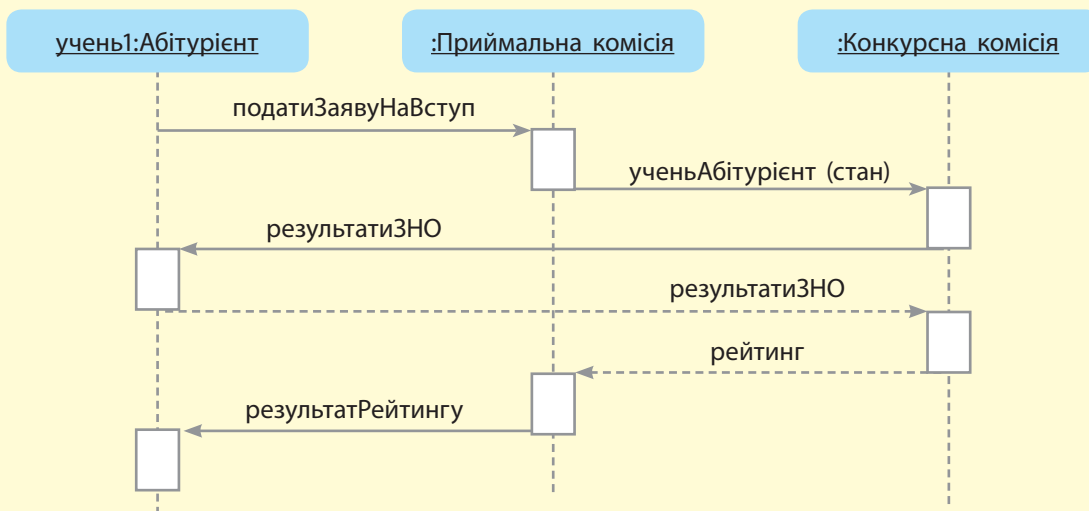 учень1:Абітурієнт
:Приймальна комісія
:Конкурсна комісія
податиЗаявуНаВступ
ученьАбітурієнт (стан)
результатиЗНО
результатиЗНО
рейтинг
результатРейтингу